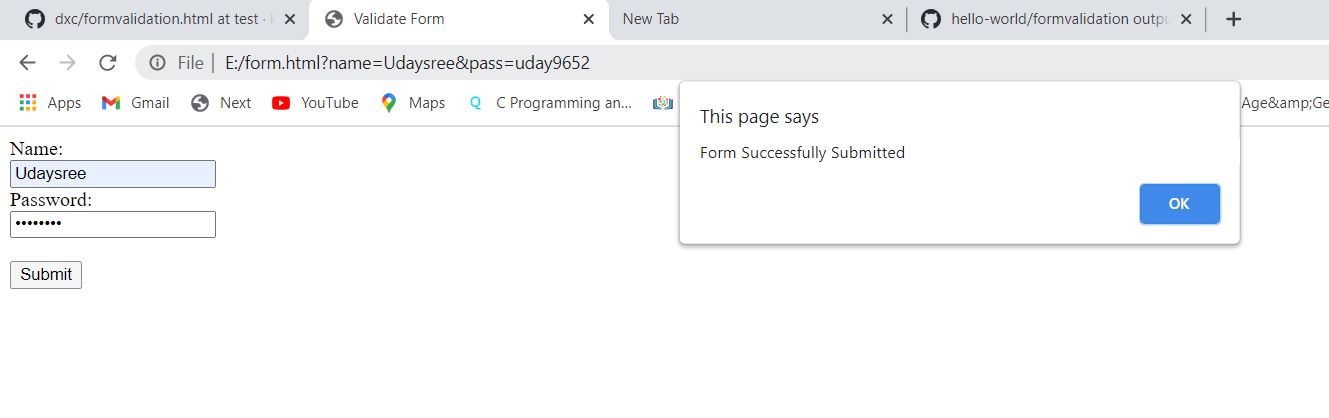 dxc/formvalidation.html at test ·
Validate Form
New Tab
hello-world/formvalidation outpu
File | E:/form.html?name=Udaysree&pass=uday9652
Apps
Gmail
Next
YouTube
Maps
C Programming an...
Age&amp;Ge
This page says
Form Successfully Submitted
OK
Name:
Udaysree
Password:
••••••••
Submit